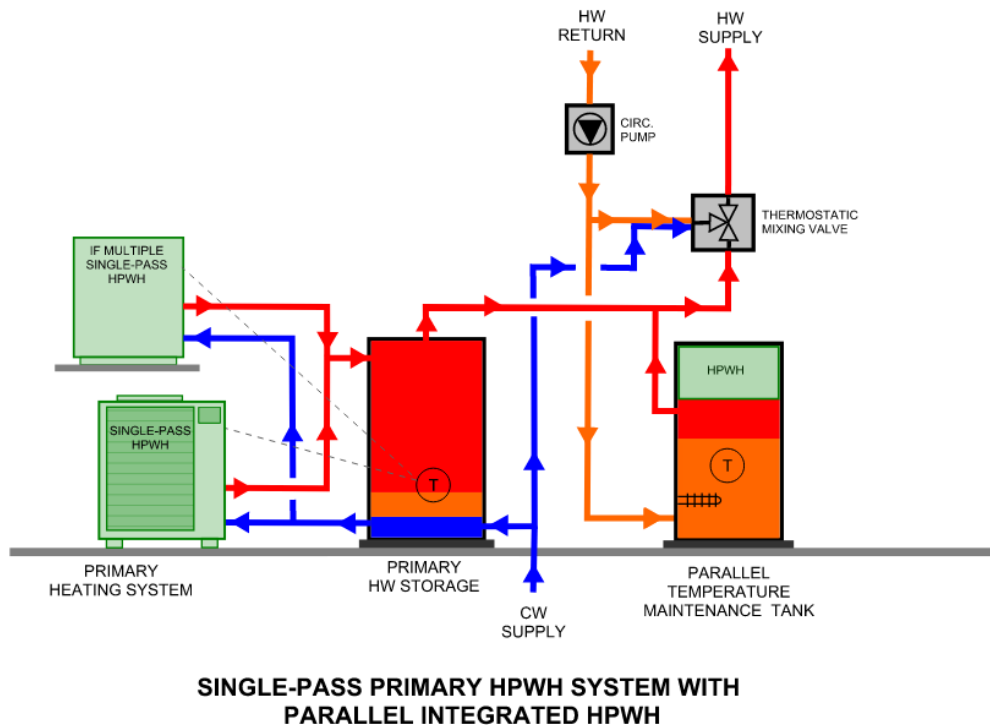 HW
RETURN
HW
SUPPLY
CIRC.
PUMP
THERMOSTATIC
MIXING VALVE
IF MULTIPLE
SINGLE-PASS
HPWH
HPWH
SINGLE-PASS
HPWH
T
T
PRIMARY
HEATING SYSTEM
PRIMARY
HW STORAGE
CW
SUPPLY
PARALLEL
TEMPERATURE
MAINTENANCE TANK
SINGLE-PASS PRIMARY HPWH SYSTEM WITH
PARALLEL INTEGRATED HPWH